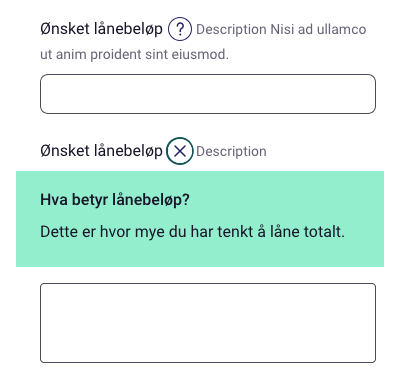 Ønsket lånebeløp ? Description Nisi ad ullamco
ut anim proident sint eiusmod.
Ønsket lånebeløp Description
Hva betyr lånebeløp?
Dette er hvor mye du har tenkt å låne totalt.